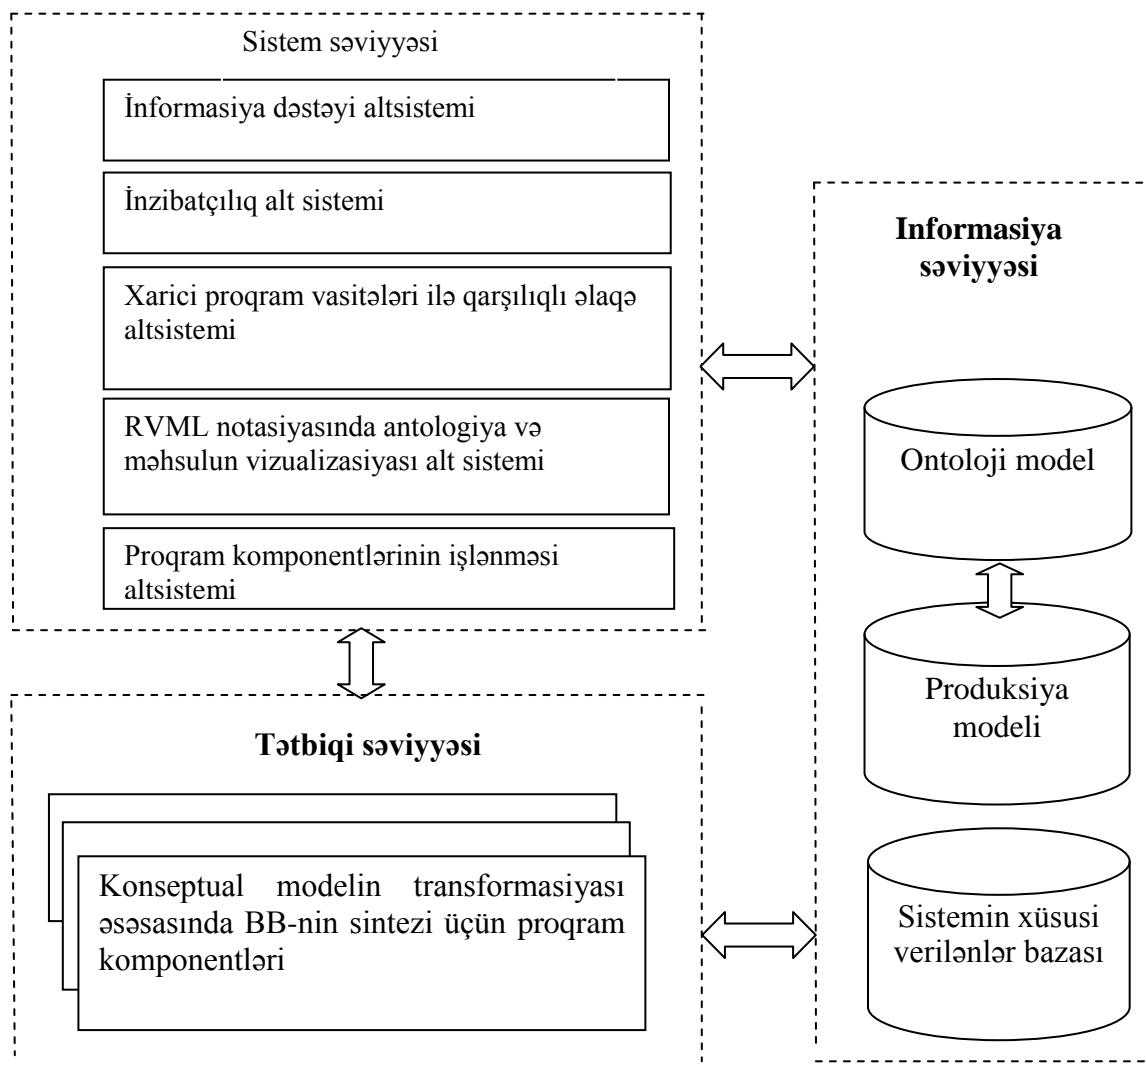 Sistem səviyyəsi
İnformasiya dəstəyi altsistemi
İnzibatçılıq alt sistemi
Xarici proqram vasitələri ilə qarşılıqlı əlaqə
altsistemi
RVML notasiyasında antologiya və
məhsulun vizualizasiyası alt sistemi
Proqram komponentlərinin işlənməsi
altsistemi
Tətbiqi səviyyəsi
Konseptual modelin transformasiyası
əsəsasında BB-nin sintezi üçün proqram
komponentləri
Informasiya
səviyyəsi
Ontoloji model
Produksiya
modeli
Sistemin xüsusi
verilənlər bazası